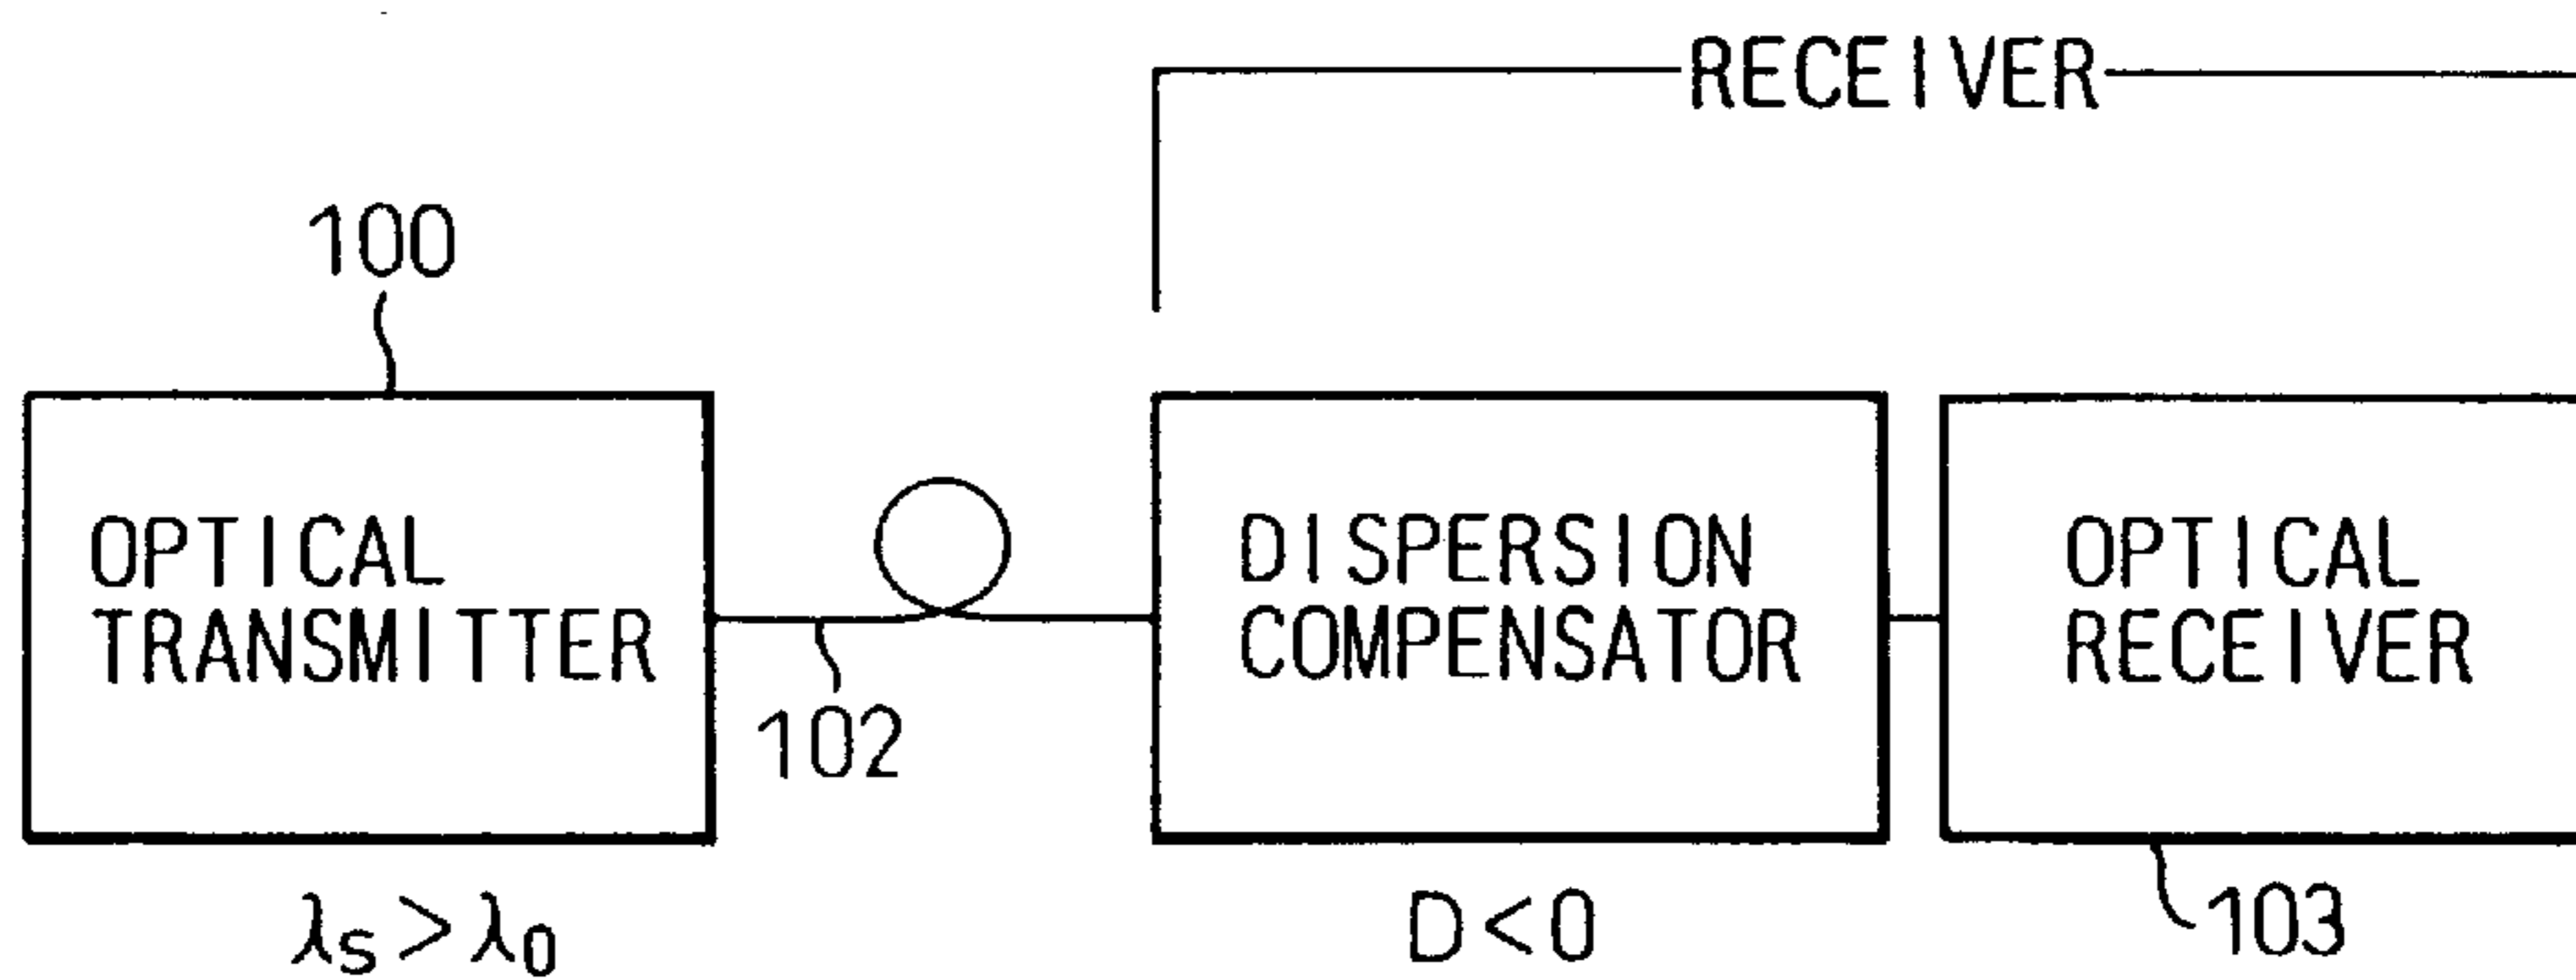 RECEIVER
100
OPTICAL
TRANSMITTER
102
DISPERSION
COMPENSATOR
OPTICAL
RECEIVER
λs>λ0
D<0
103